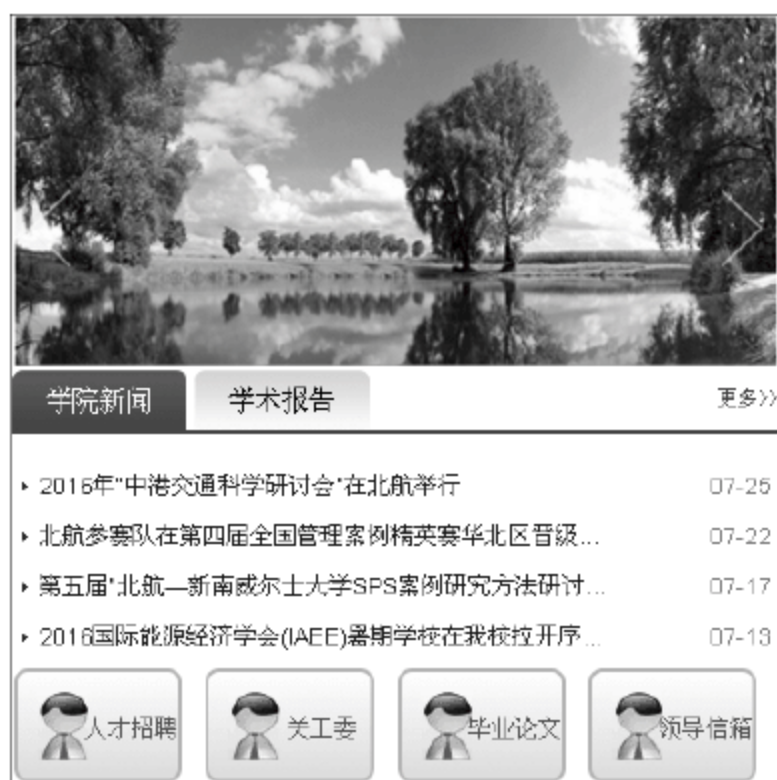 学院新闻 学术报告 更多>>
2016年"中港交通科学研讨会"在北航举行 07-25
北航参赛队在第四届全国管理案例精英赛华北区晋级... 07-22
第五届"北航—新南威尔士大学SPS案例研究方法研讨... 07-17
2016国际能源经济学会(IAEE)暑期学校在我校拉开序... 07-13
人才招聘 关工委 毕业论文 领导信箱